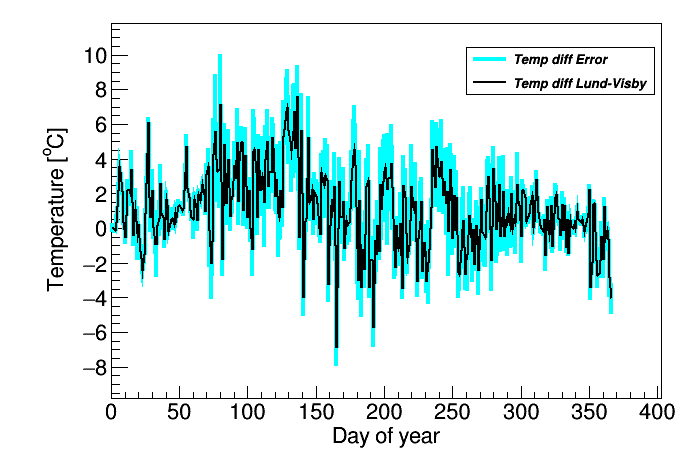 Temp diff Error
Temp diff Lund-Visby
Temperature [°C]
10
8
6
4
2
0
−2
−4
−6
−8
0 50 100 150 200 250 300 350 400
Day of year